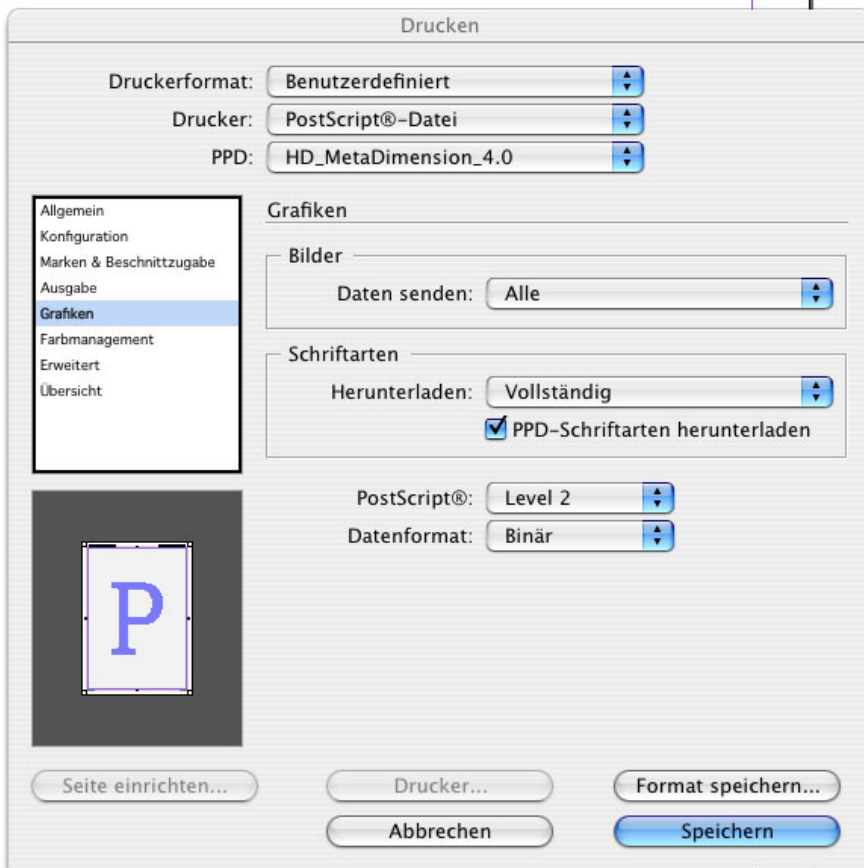 Drucken
Druckerformat: Benutzerdefiniert
Drucker: PostScript®-Datei
PPD: HD_MetaDimension_4.0
Allgemein
Konfiguration
Marken & Beschnittzugabe
Ausgabe
Grafiken
Farbmanagement
Erweitert
Übersicht
Grafiken
Bilder
Daten senden: Alle
Schriftarten
Herunterladen: Vollständig
PPD-Schriftarten herunterladen
PostScript®: Level 2
Datenformat: Binär
P
Seite einrichten...
Drucker...
Format speichern...
Abbrechen
Speichern